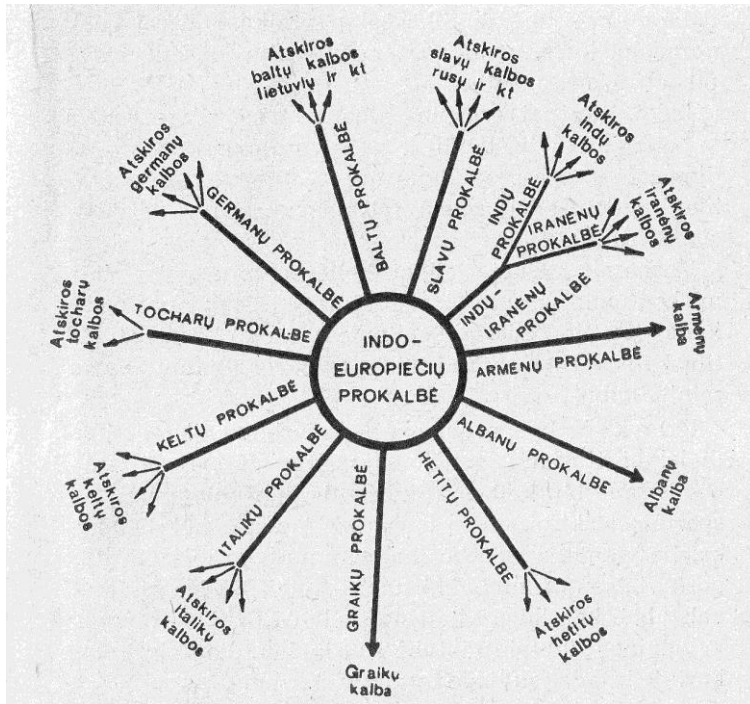 Atskiros
baltų kalbos
lietuvių ir kt
BALTŲ PROKALBĖ
Atskiros
slavų kalbos
rusų ir kt
SLAVŲ PROKALBĖ
Atskiros
indų
kalbos
INDŲ
PROKALBĖ
Atskiros
iranėnų
kalbos
IRANĖNŲ
PROKALBĖ
INDŲ-
IRANĖNŲ
PROKALBĖ
Armėnų
kalba
ARMĖNŲ PROKALBĖ
Albanų
kalba
ALBANŲ PROKALBĖ
Atskiros
hetitų
kalbos
HETITŲ PROKALBĖ
Graikų
kalba
GRAIKŲ PROKALBĖ
Atskiros
italikų
kalbos
ITALIKŲ PROKALBĖ
Atskiros
keltų
kalbos
KELTŲ PROKALBĖ
Atskiros
tocharų
kalbos
TOCHARŲ PROKALBĖ
Atskiros
germanų
kalbos
GERMANŲ PROKALBĖ
INDO-
EUROPIEČIŲ
PROKALBĖ